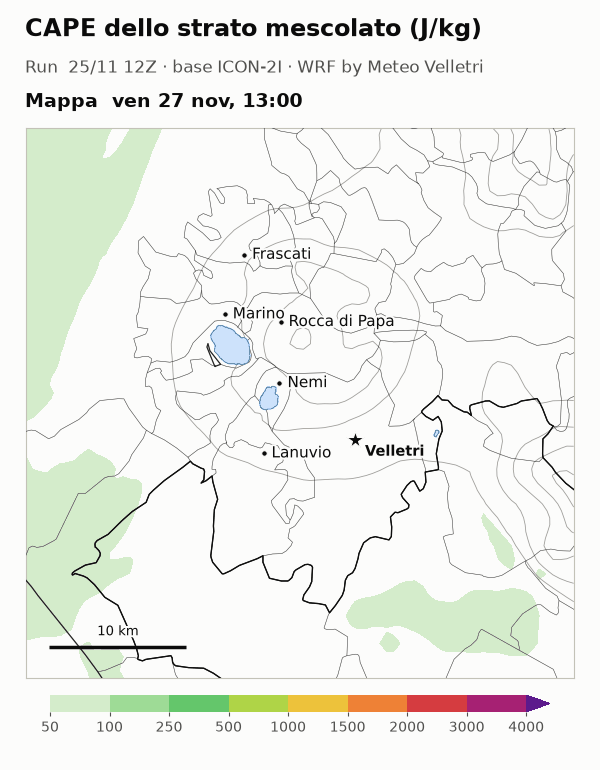 CAPE dello strato mescolato (J/kg)
Run  25/11 12Z · base ICON-2I · WRF by Meteo Velletri
Mappa  ven 27 nov, 13:00
Frascati
Marino
Rocca di Papa
Nemi
Velletri
Lanuvio
10 km
50 100 250 500 1000 1500 2000 3000 4000